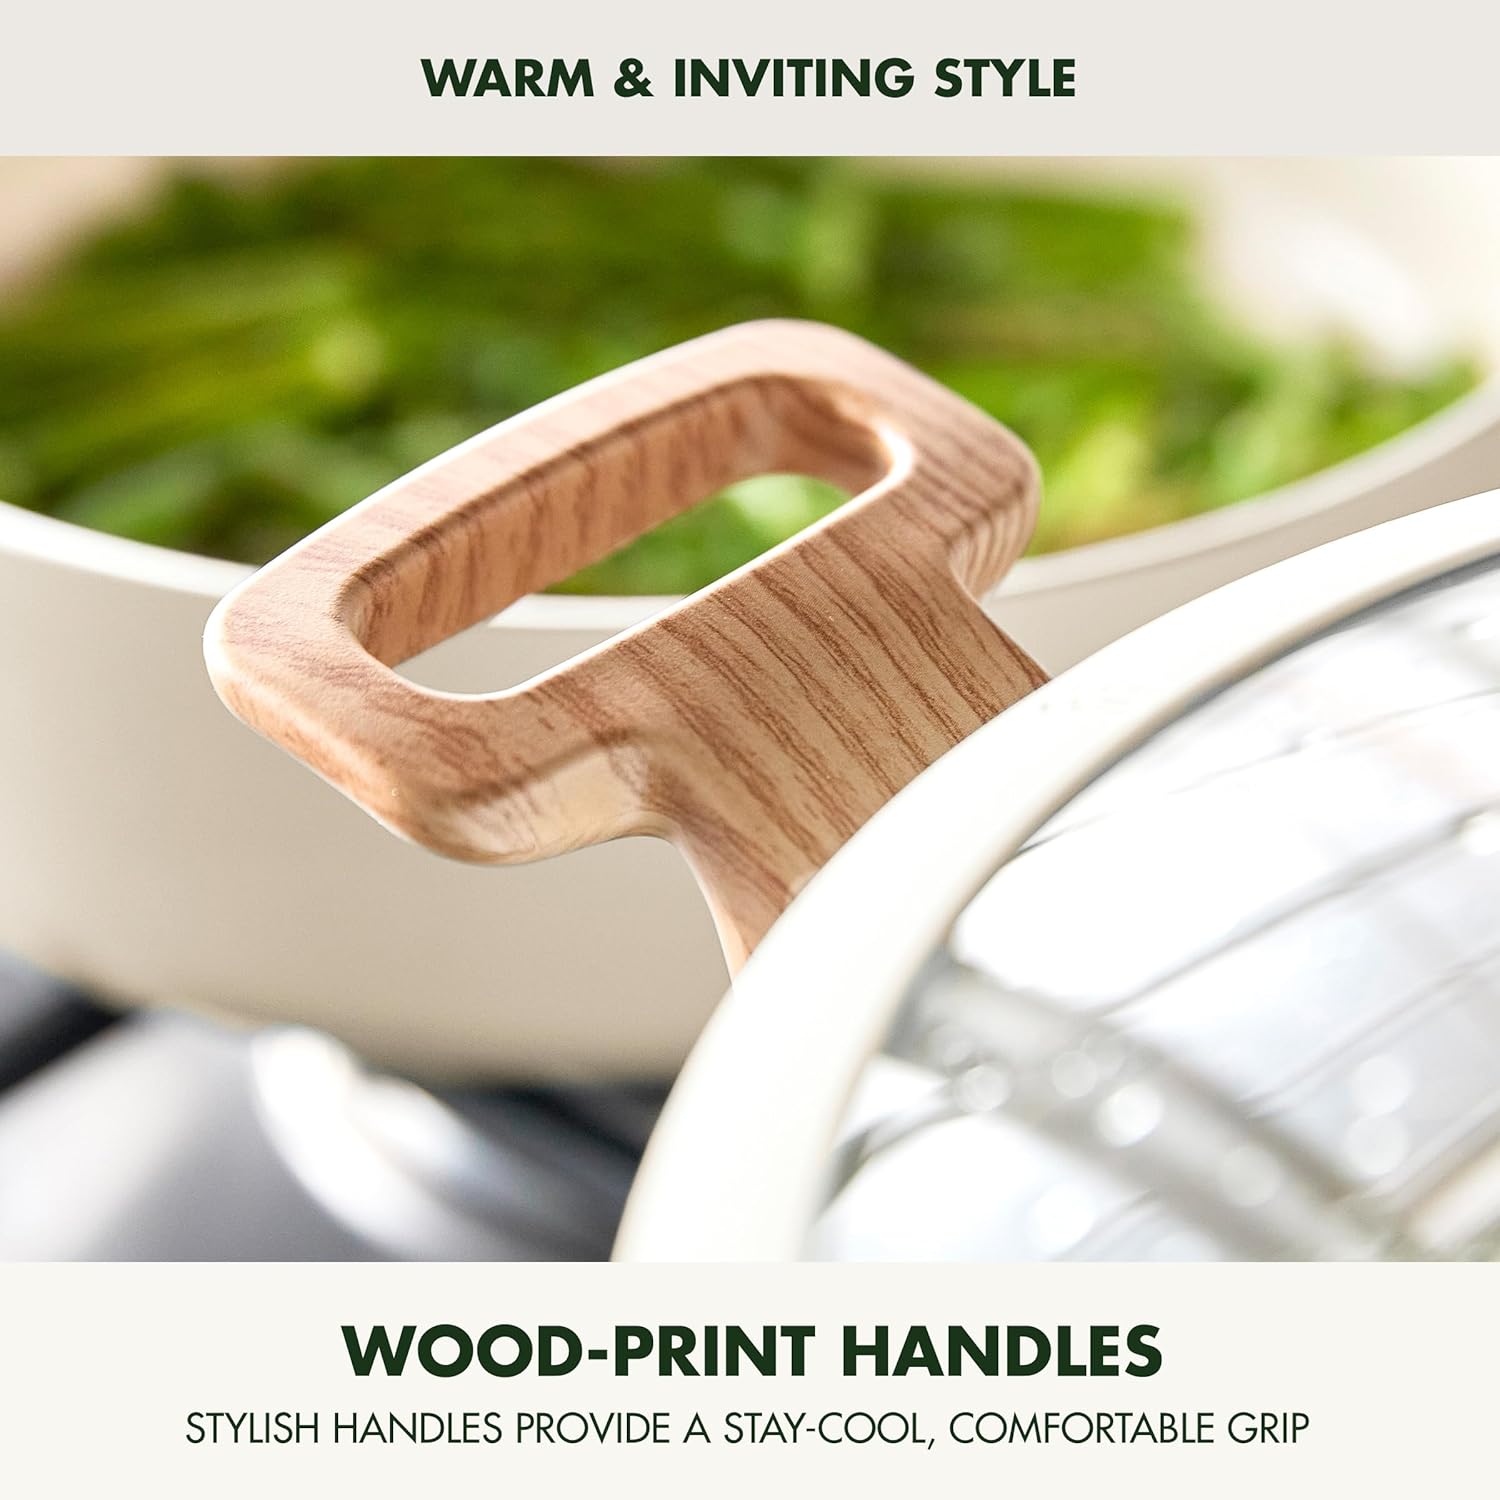 WARM & INVITING STYLE
WOOD-PRINT HANDLES
STYLISH HANDLES PROVIDE A STAY-COOL, COMFORTABLE GRIP